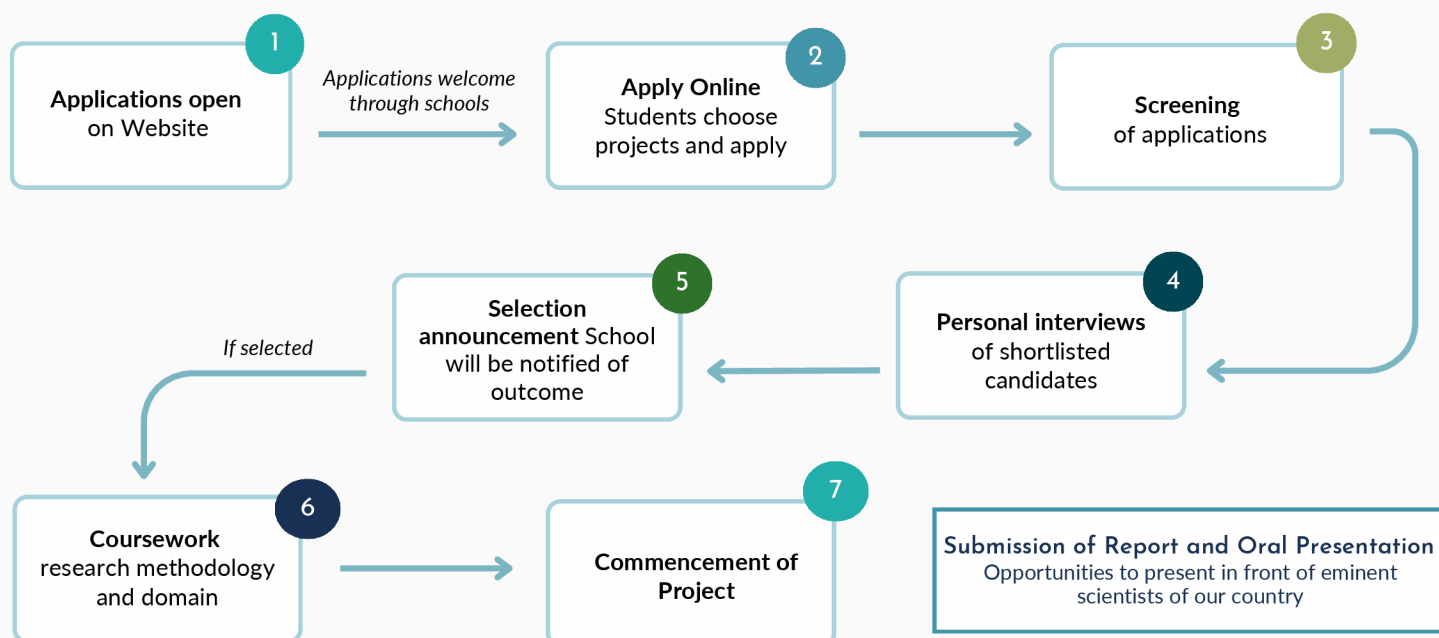 1
Applications open
on Website
Applications welcome
through schools
2
Apply Online
Students choose
projects and apply
3
Screening
of applications
4
Personal interviews
of shortlisted
candidates
5
Selection
announcement School
will be notified of
outcome
If selected
6
Coursework
research methodology
and domain
7
Commencement of
Project
Submission of Report and Oral Presentation
Opportunities to present in front of eminent
scientists of our country